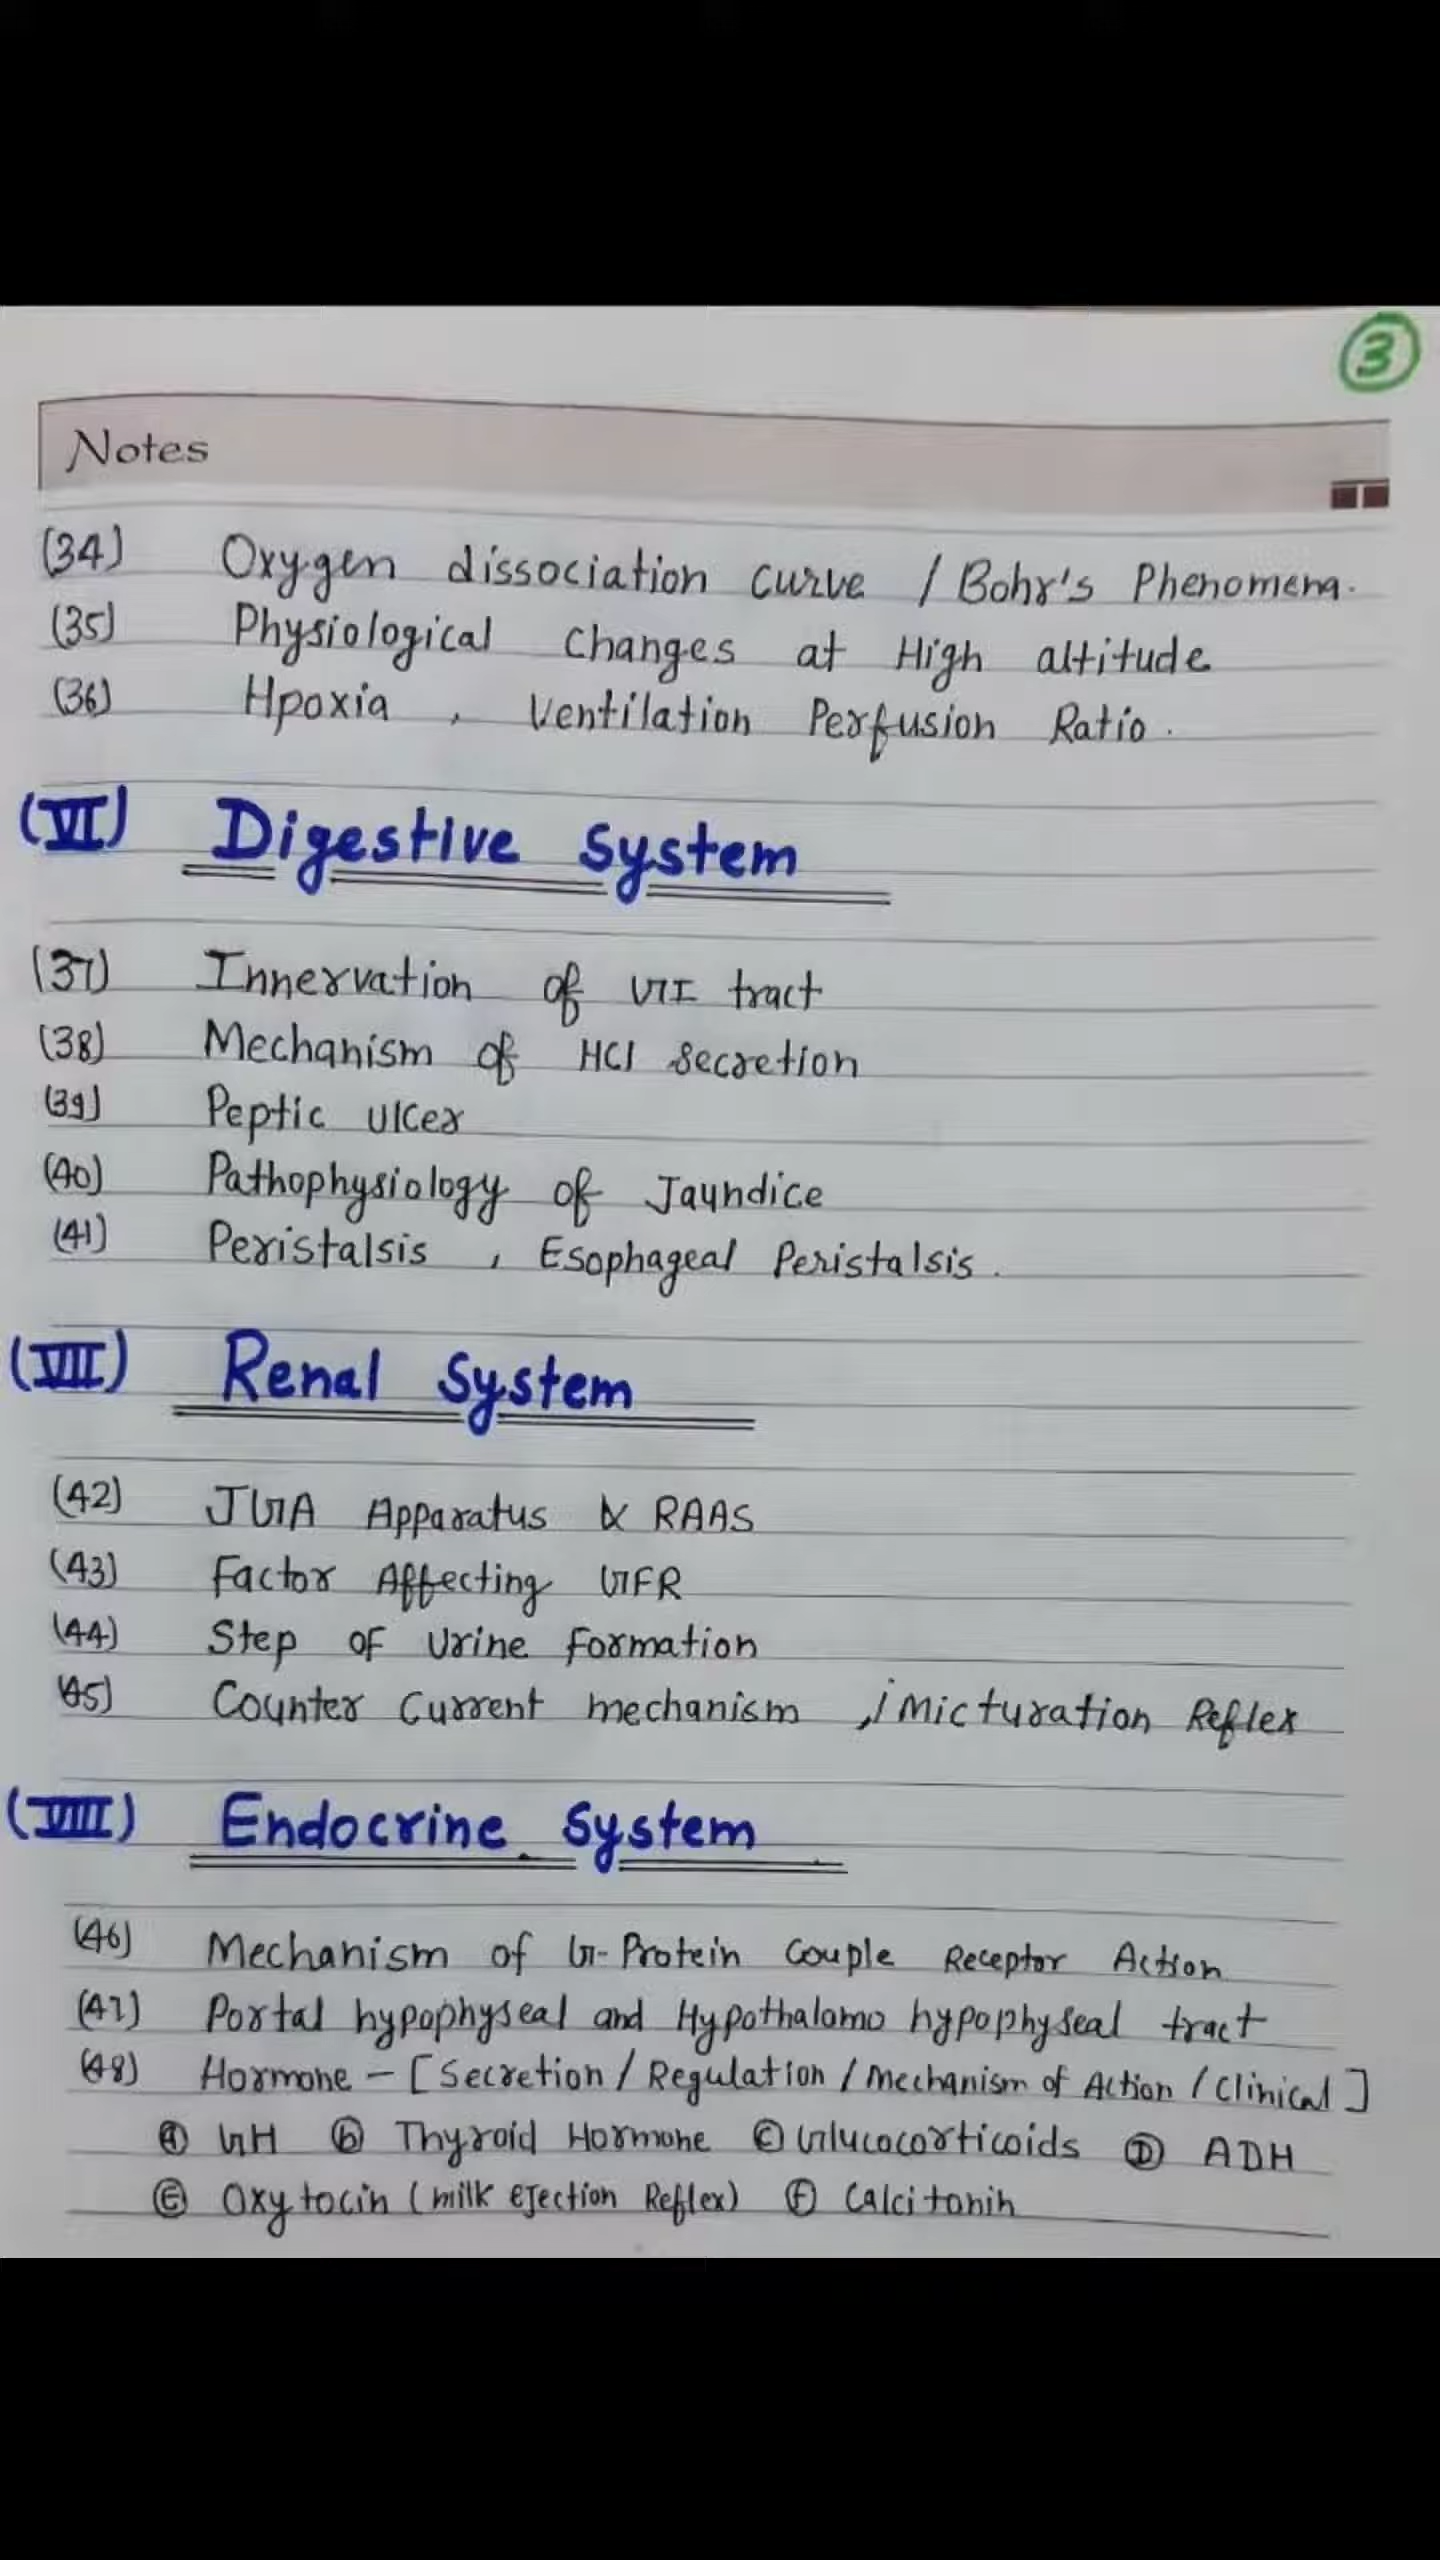 3
Notes
(34) Oxygen dissociation curve / Bohr's Phenomena.
(35) Physiological Changes at High altitude
(36) Hpoxia , Ventilation Perfusion Ratio.
(VI) Digestive System
(37) Innervation of GI tract
(38) Mechanism of HCl secretion
(39) Peptic Ulcer
(40) Pathophysiology of Jaundice
(41) Peristalsis , Esophageal Peristalsis.
(VII) Renal System
(42) JGA Apparatus & RAAS
(43) Factor Affecting GFR
(44) Step of Urine Formation
(45) Counter Current mechanism , Micturation Reflex
(VIII) Endocrine System
(46) Mechanism of G-Protein Couple Receptor Action
(47) Portal hypophyseal and Hypothalamo hypophyseal tract
(48) Hormone - [Secretion / Regulation / Mechanism of Action / Clinical]
(A) GH (B) Thyroid Hormone (C) Glucocorticoids (D) ADH
(E) Oxytocin (milk ejection Reflex) (F) Calcitonin